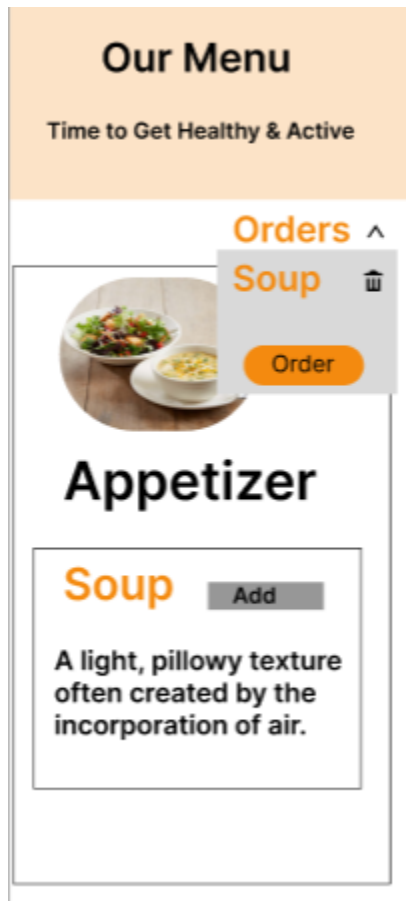 Our Menu
Time to Get Healthy & Active
Orders
Soup
Order
Appetizer
Soup
Add
A light, pillowy texture
often created by the
incorporation of air.